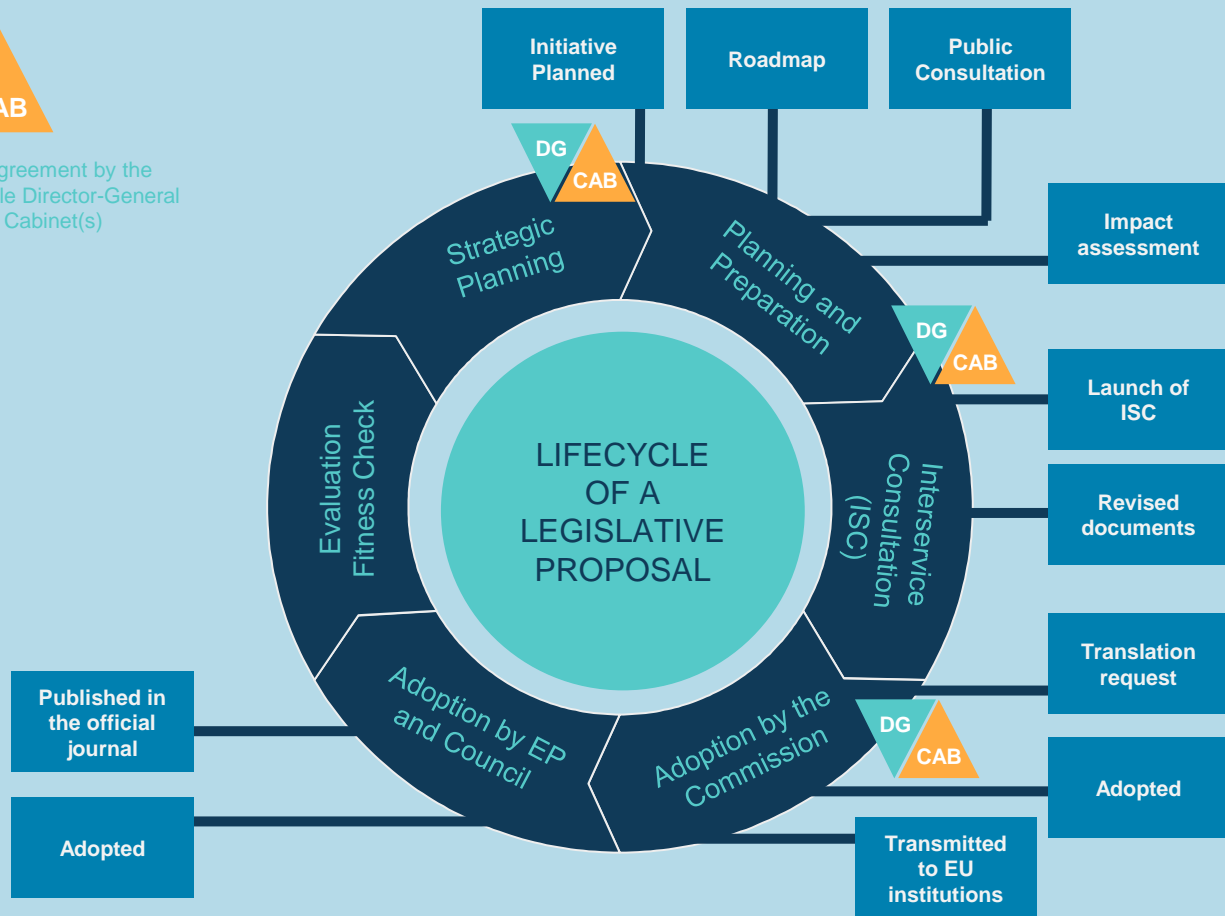 Initiative
Planned
Roadmap
Public
Consultation
AB
greement by the
le Director-General
Cabinet(s)
DG
CAB
Strategic
Planning
Planning and
Preparation
Impact
assessment
DG
CAB
Launch of
ISC
Interservice
Consultation
(ISC)
Revised
documents
Evaluation
Fitness Check
LIFECYCLE
OF A
LEGISLATIVE
PROPOSAL
Translation
request
Published in
the official
journal
Adoption by EP
and Council
Adoption by the
Commission
DG
CAB
Adopted
Adopted
Transmitted
to EU
institutions